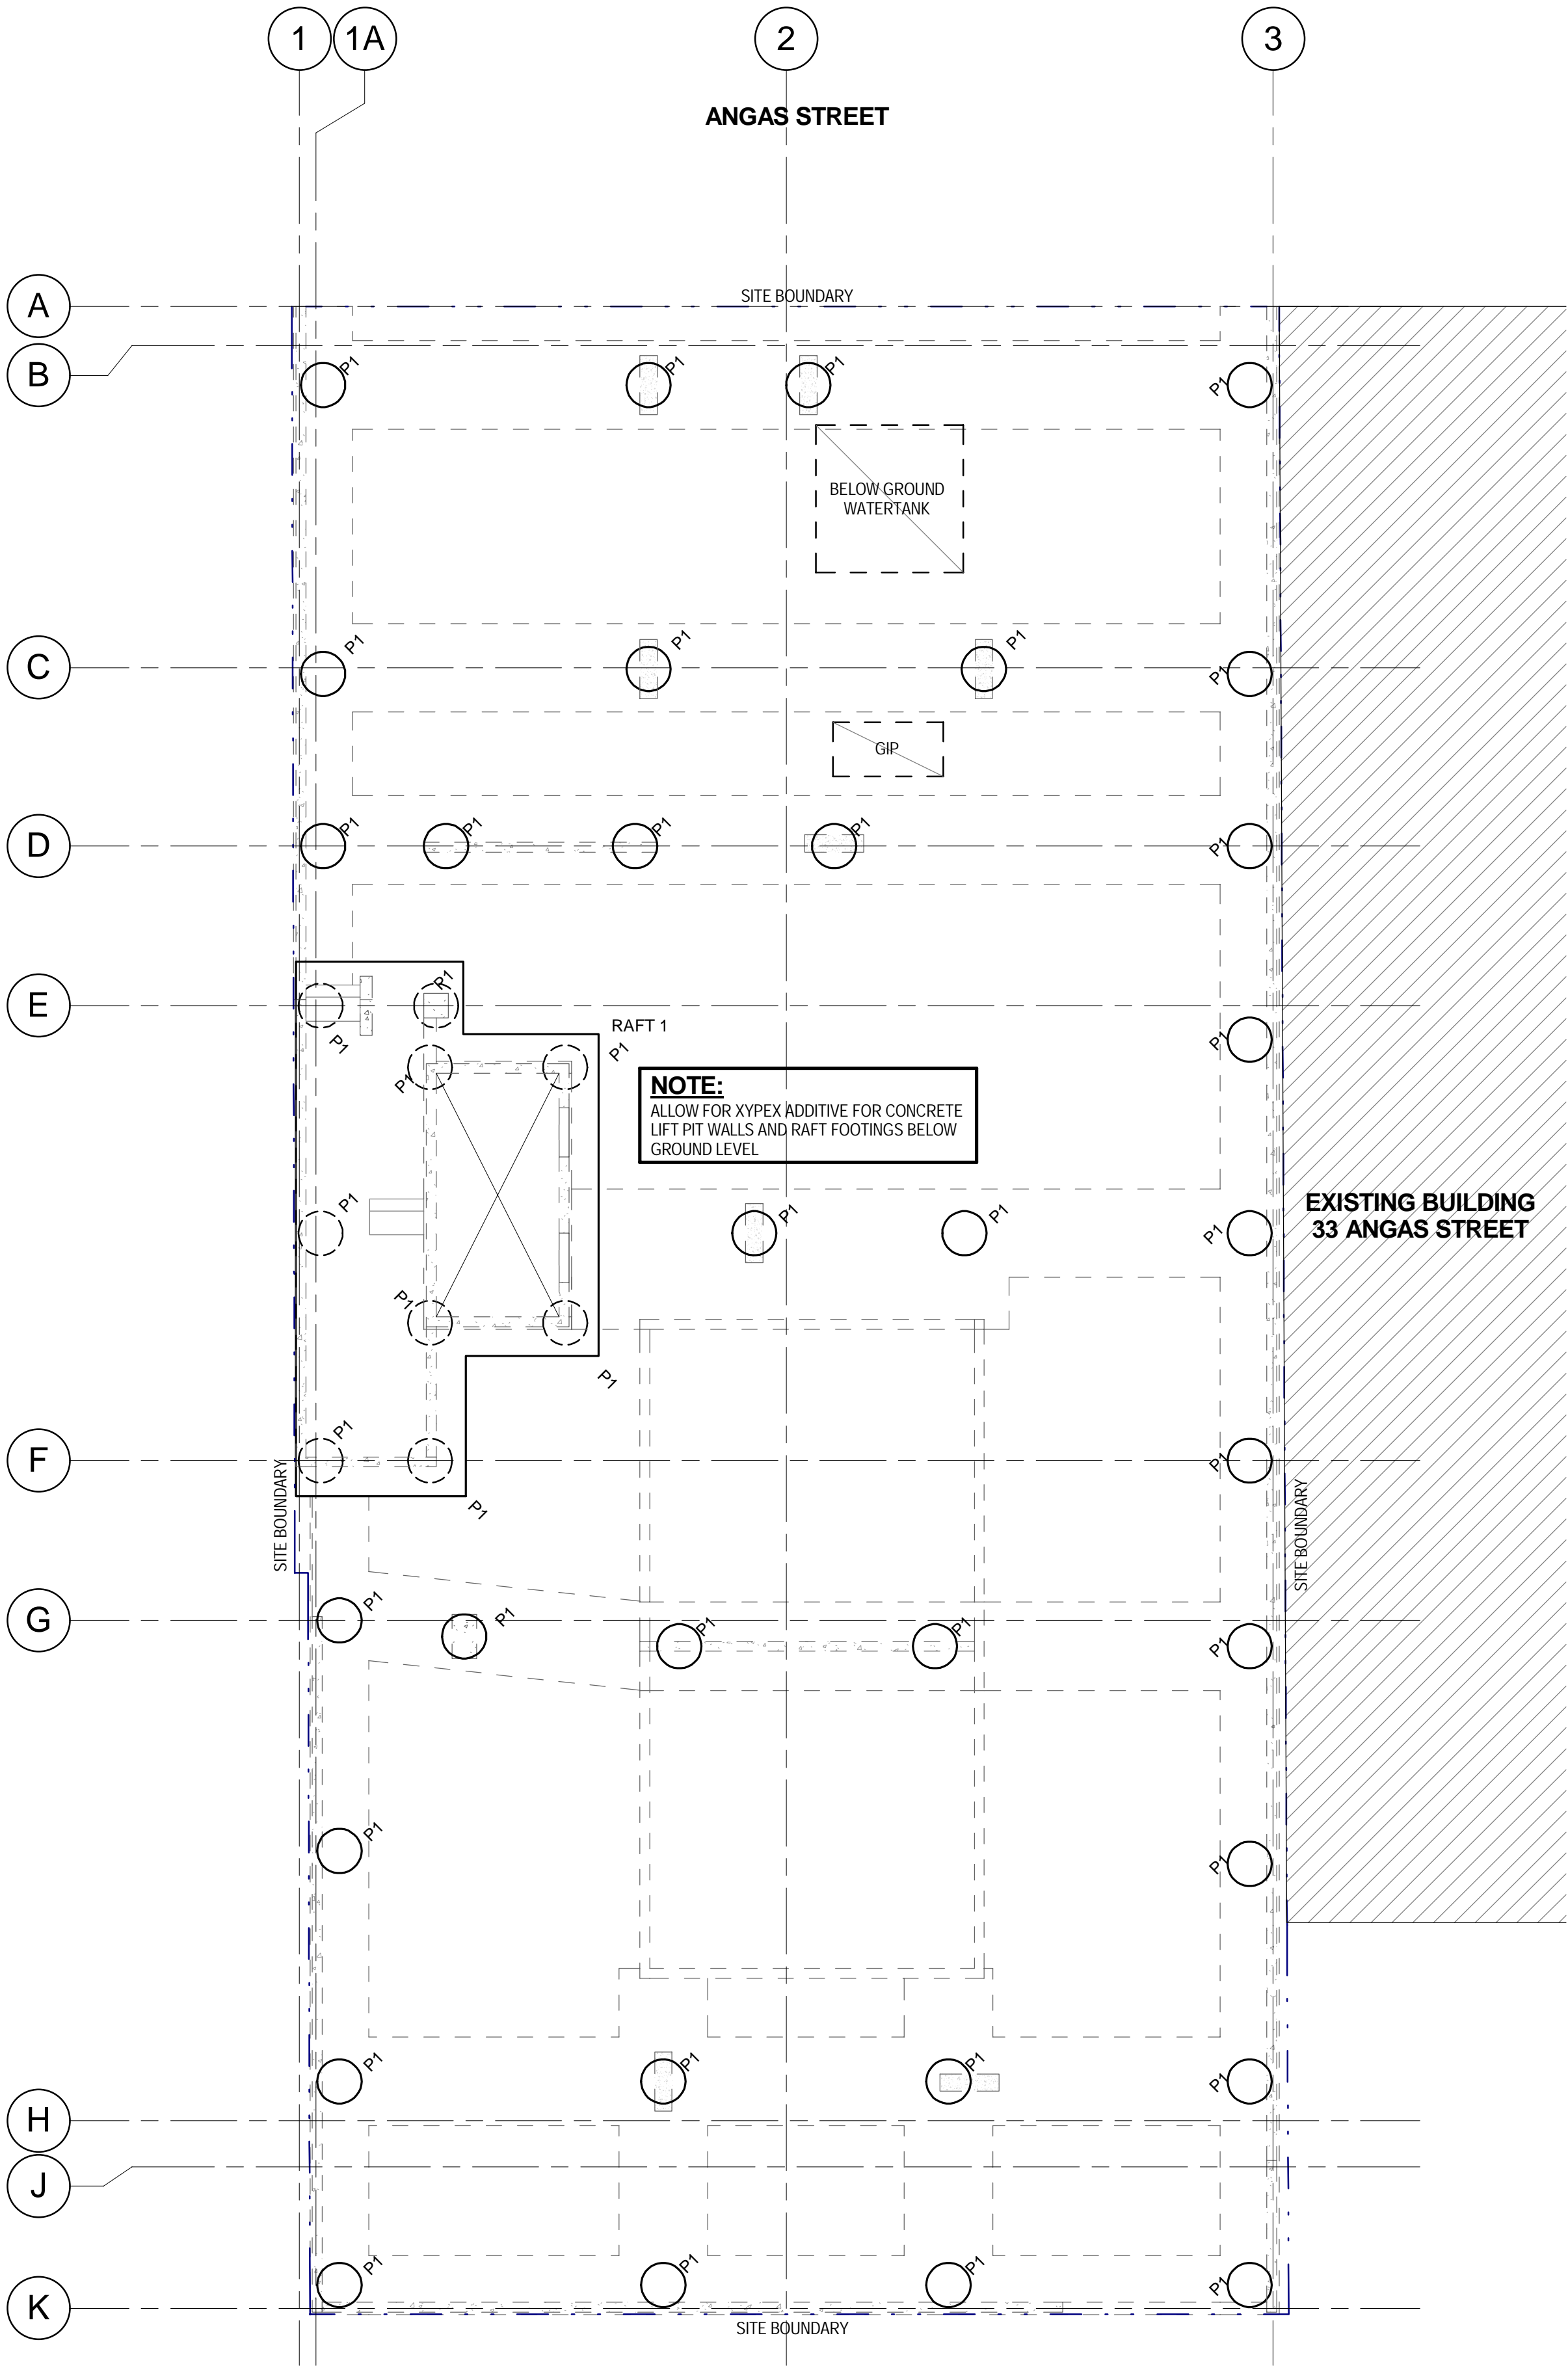 1
1A
2
3
ANGAS STREET
A
SITE BOUNDARY
B
P1
P1
P1
P1
BELOW GROUND
WATERTANK
C
P1
P1
P1
P1
GIP
D
P1
P1
P1
P1
P1
E
P1
P1
RAFT 1
P1
P1
P1
P1
NOTE:
ALLOW FOR XYPEX ADDITIVE FOR CONCRETE
LIFT PIT WALLS AND RAFT FOOTINGS BELOW
GROUND LEVEL
EXISTING BUILDING
33 ANGAS STREET
P1
P1
P1
P1
P1
P1
F
P1
P1
P1
SITE BOUNDARY
SITE BOUNDARY
G
P1
P1
P1
P1
P1
P1
P1
P1
P1
P1
P1
H
J
P1
P1
P1
P1
K
SITE BOUNDARY